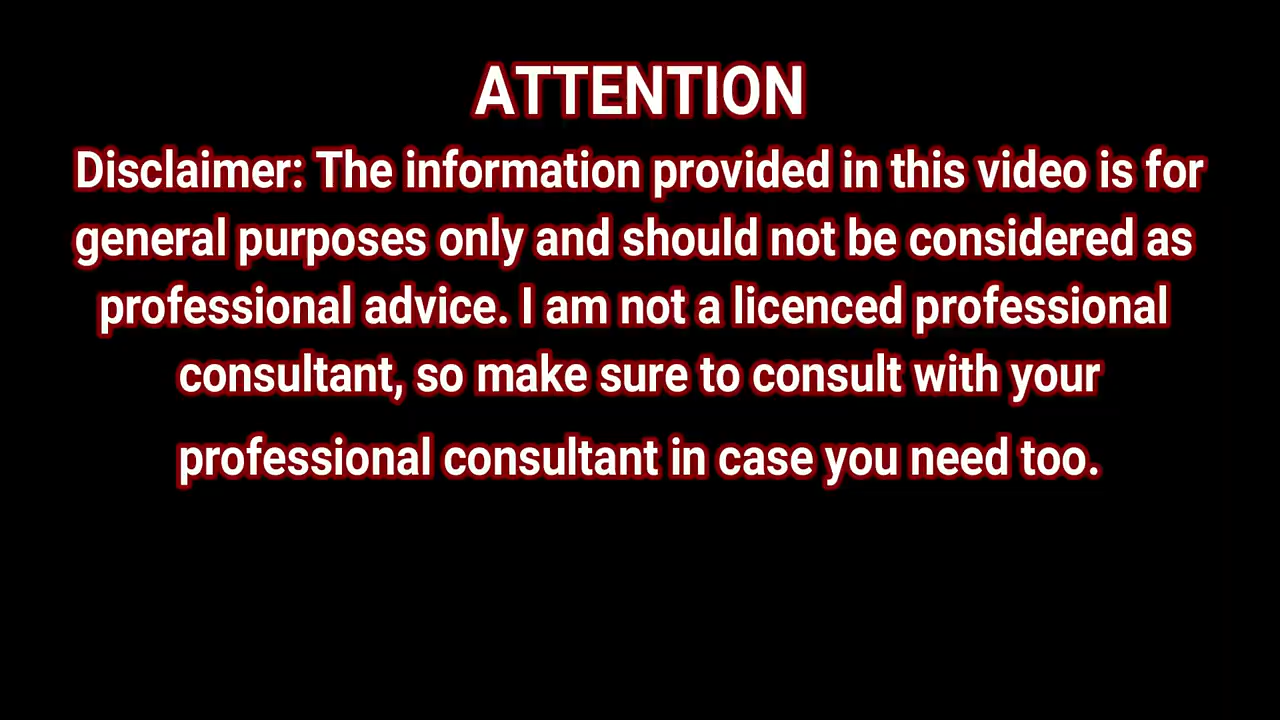 ATTENTION
Disclaimer: The information provided in this video is for
general purposes only and should not be considered as
professional advice. I am not a licenced professional
consultant, so make sure to consult with your
professional consultant in case you need too.